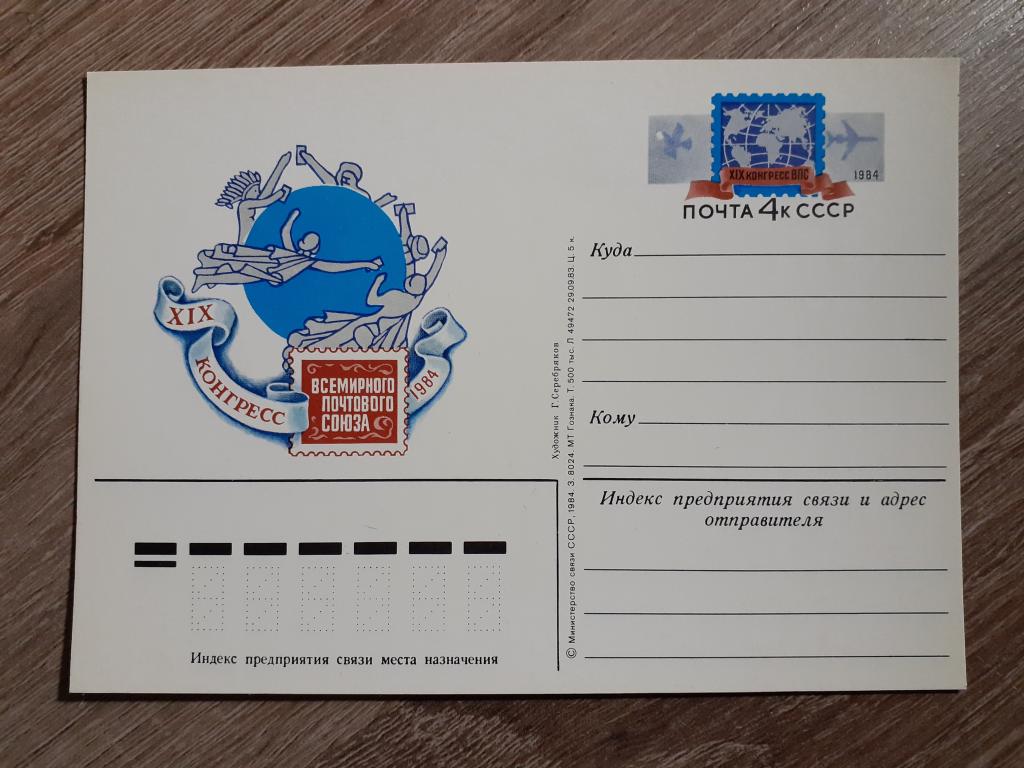 XIX
КОНГРЕСС
ВСЕМИРНОГО
ПОЧТОВОГО
СОЮЗА
1984
XIX КОНГРЕСС ВПС
1984
ПОЧТА 4К СССР
Куда
Кому
Индекс предприятия связи и адрес
отправителя
Художник Г. Серебряков
© Министерство связи СССР, 1984. З. 8024. МТ Гознака. Т. 500 тыс. Л 49472 29.09.83. Ц. 5 к.
Индекс предприятия связи места назначения